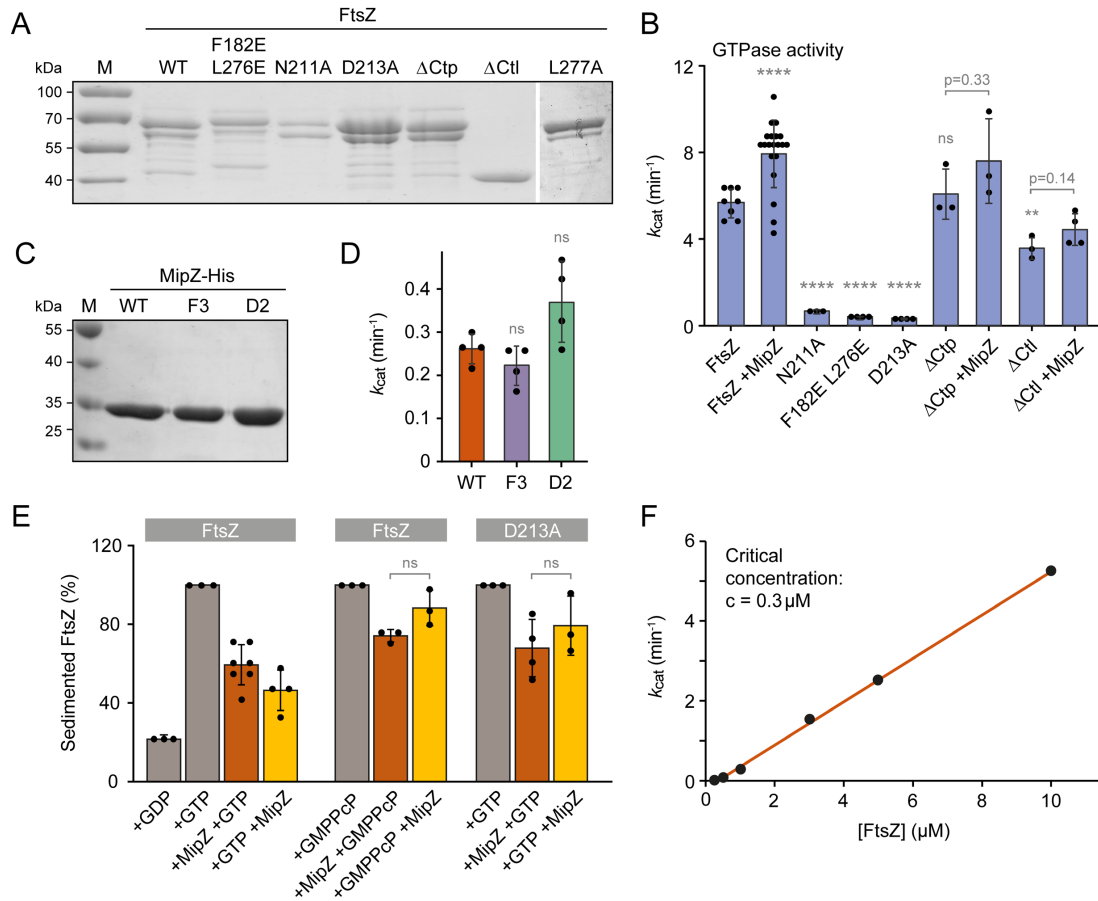 A
FtsZ
kDa
M
WT
F182E
L276E
N211A
D213A
ΔCtp
ΔCtl
L277A
100
70
55
40
B
GTPase activity
kcat (min-1)
12
8
4
0
****
****
****
****
ns
p=0.33
**
p=0.14
FtsZ
FtsZ +MipZ
N211A
F182E L276E
D213A
ΔCtp
ΔCtp +MipZ
ΔCtl
ΔCtl +MipZ
C
MipZ-His
kDa
M
WT
F3
D2
55
40
35
25
D
kcat (min-1)
0.4
0.3
0.2
0.1
0
ns
ns
WT
F3
D2
E
FtsZ
FtsZ
D213A
Sedimented FtsZ (%)
120
80
40
0
ns
ns
+GDP
+GTP
+MipZ +GTP
+GTP +MipZ
+GMPPcP
+MipZ +GMPPcP
+GMPPcP +MipZ
+GTP
+MipZ +GTP
+GTP +MipZ
F
Critical
concentration:
c = 0.3 µM
kcat (min-1)
6
5
4
2
0
0
2
4
6
8
10
[FtsZ] (µM)